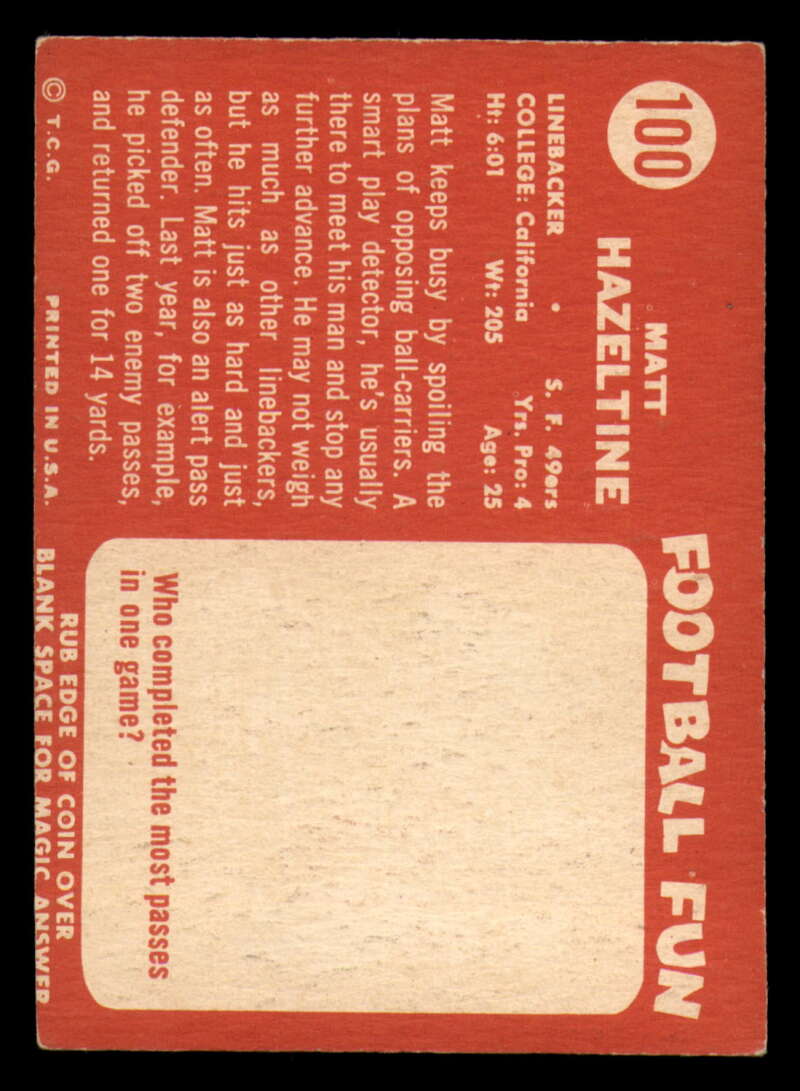 100
MATT
HAZELTINE
LINEBACKER • S. F. 49ers
COLLEGE: California Yrs. Pro: 4
Ht: 6:01 Wt: 205 Age: 25
Matt keeps busy by spoiling the
plans of opposing ball-carriers. A
smart play detector, he's usually
there to meet his man and stop any
further advance. He may not weigh
as much as other linebackers,
but he hits just as hard and just
as often. Matt is also an alert pass
defender. Last year, for example,
he picked off two enemy passes,
and returned one for 14 yards.
© T.C.G. PRINTED IN U.S.A.
FOOTBALL FUN
Who completed the most passes
in one game?
RUB EDGE OF COIN OVER
BLANK SPACE FOR MAGIC ANSWER